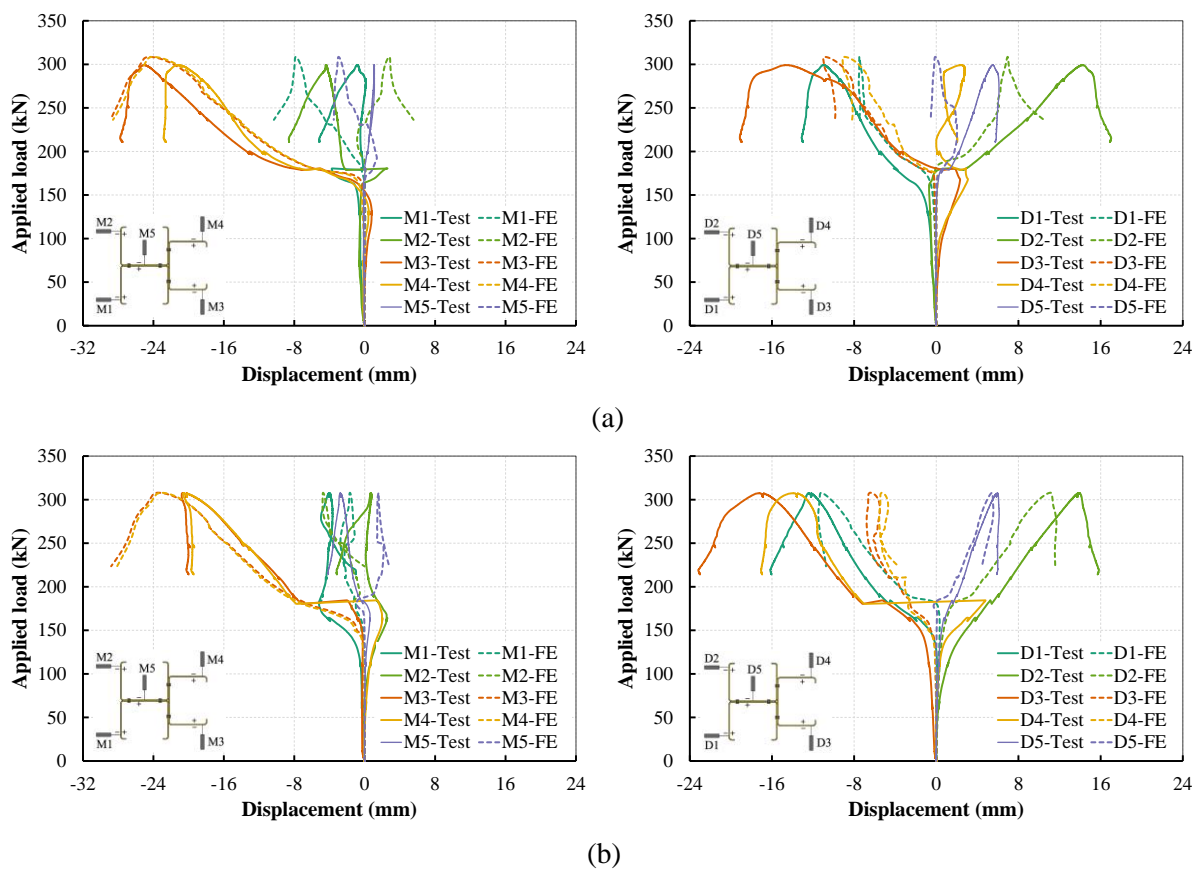 350
300
250
200
150
100
50
0
Applied load (kN)
-32 -24 -16 -8 0 8 16 24
Displacement (mm)
M1-Test M1-FE
M2-Test M2-FE
M3-Test M3-FE
M4-Test M4-FE
M5-Test M5-FE
M2 M5 M4
M1 M3
350
300
250
200
150
100
50
0
Applied load (kN)
-24 -16 -8 0 8 16 24
Displacement (mm)
D1-Test D1-FE
D2-Test D2-FE
D3-Test D3-FE
D4-Test D4-FE
D5-Test D5-FE
D2 D5 D4
D1 D3
(a)
350
300
250
200
150
100
50
0
Applied load (kN)
-32 -24 -16 -8 0 8 16 24
Displacement (mm)
M1-Test M1-FE
M2-Test M2-FE
M3-Test M3-FE
M4-Test M4-FE
M5-Test M5-FE
M2 M5 M4
M1 M3
350
300
250
200
150
100
50
0
Applied load (kN)
-24 -16 -8 0 8 16 24
Displacement (mm)
D1-Test D1-FE
D2-Test D2-FE
D3-Test D3-FE
D4-Test D4-FE
D5-Test D5-FE
D2 D5 D4
D1 D3
(b)